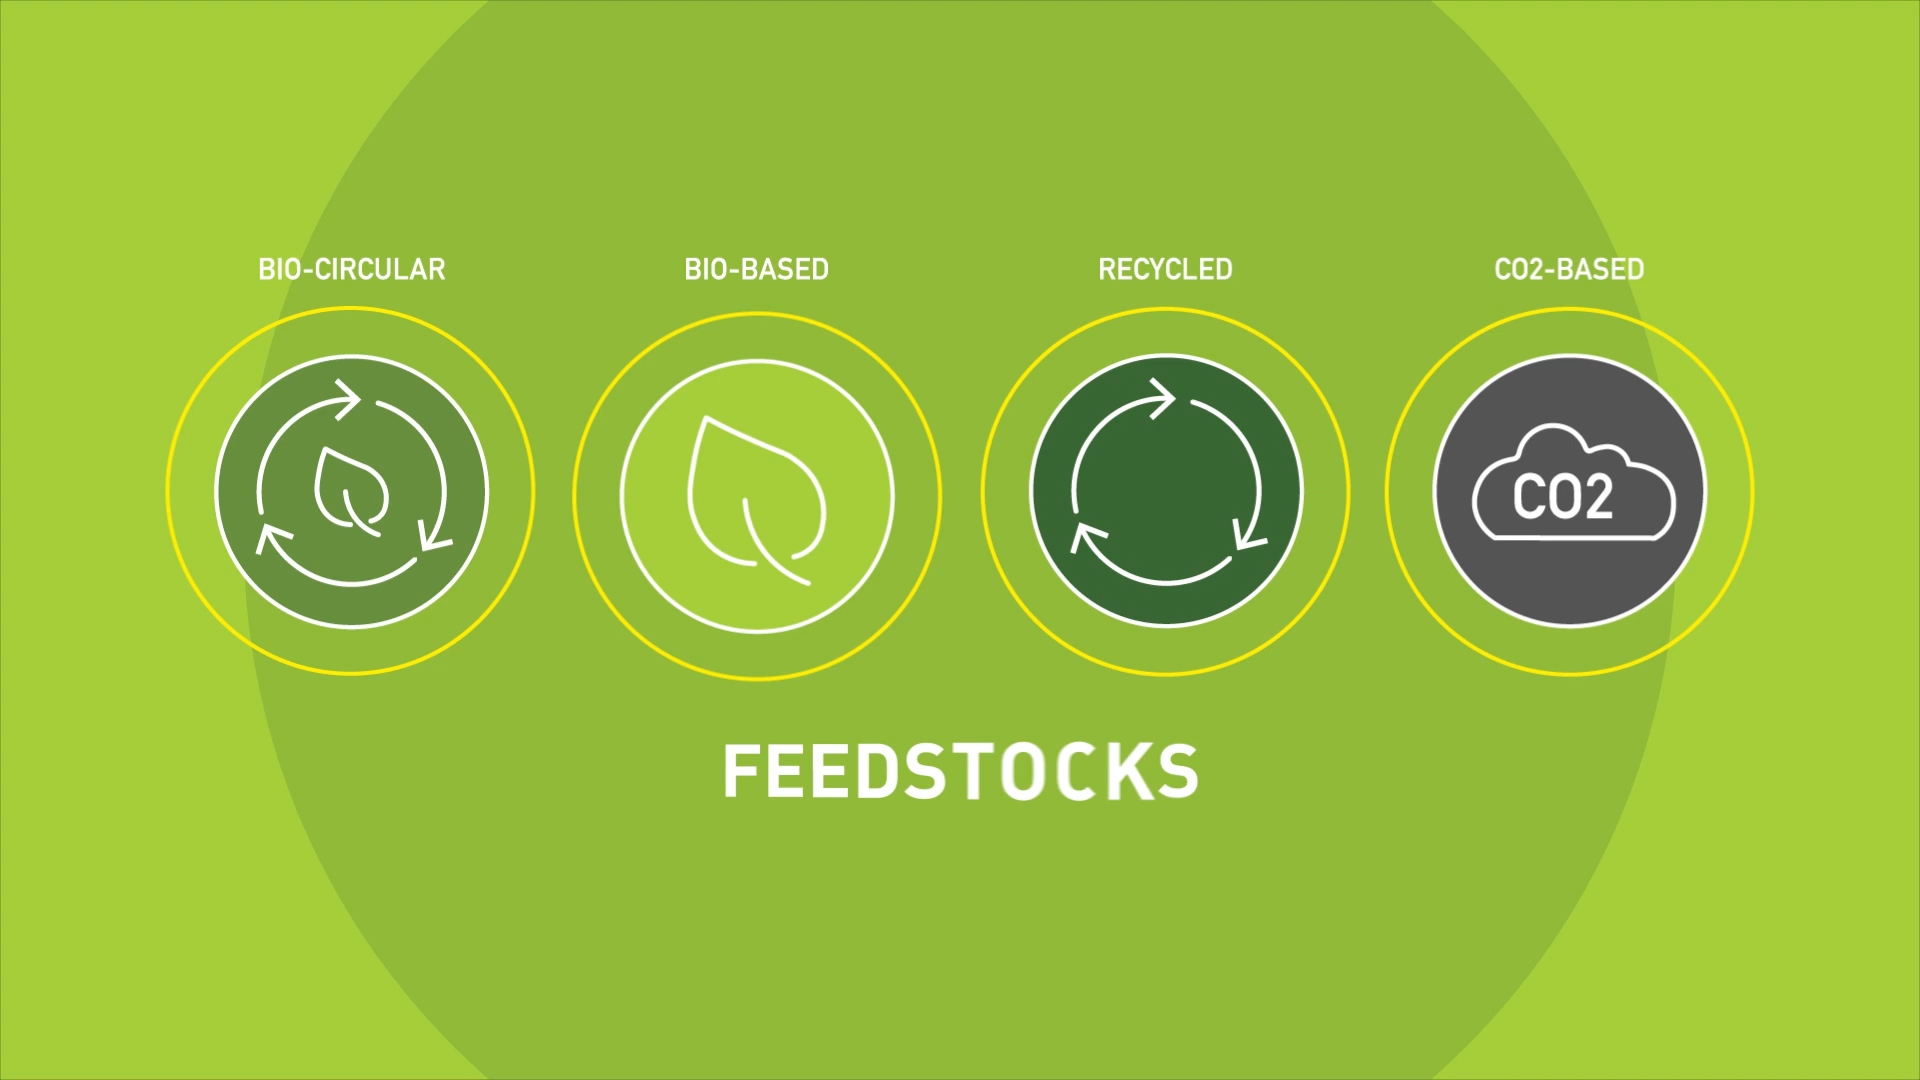 BIO-CIRCULAR
BIO-BASED
RECYCLED
CO2-BASED
CO2
FEEDSTOCKS